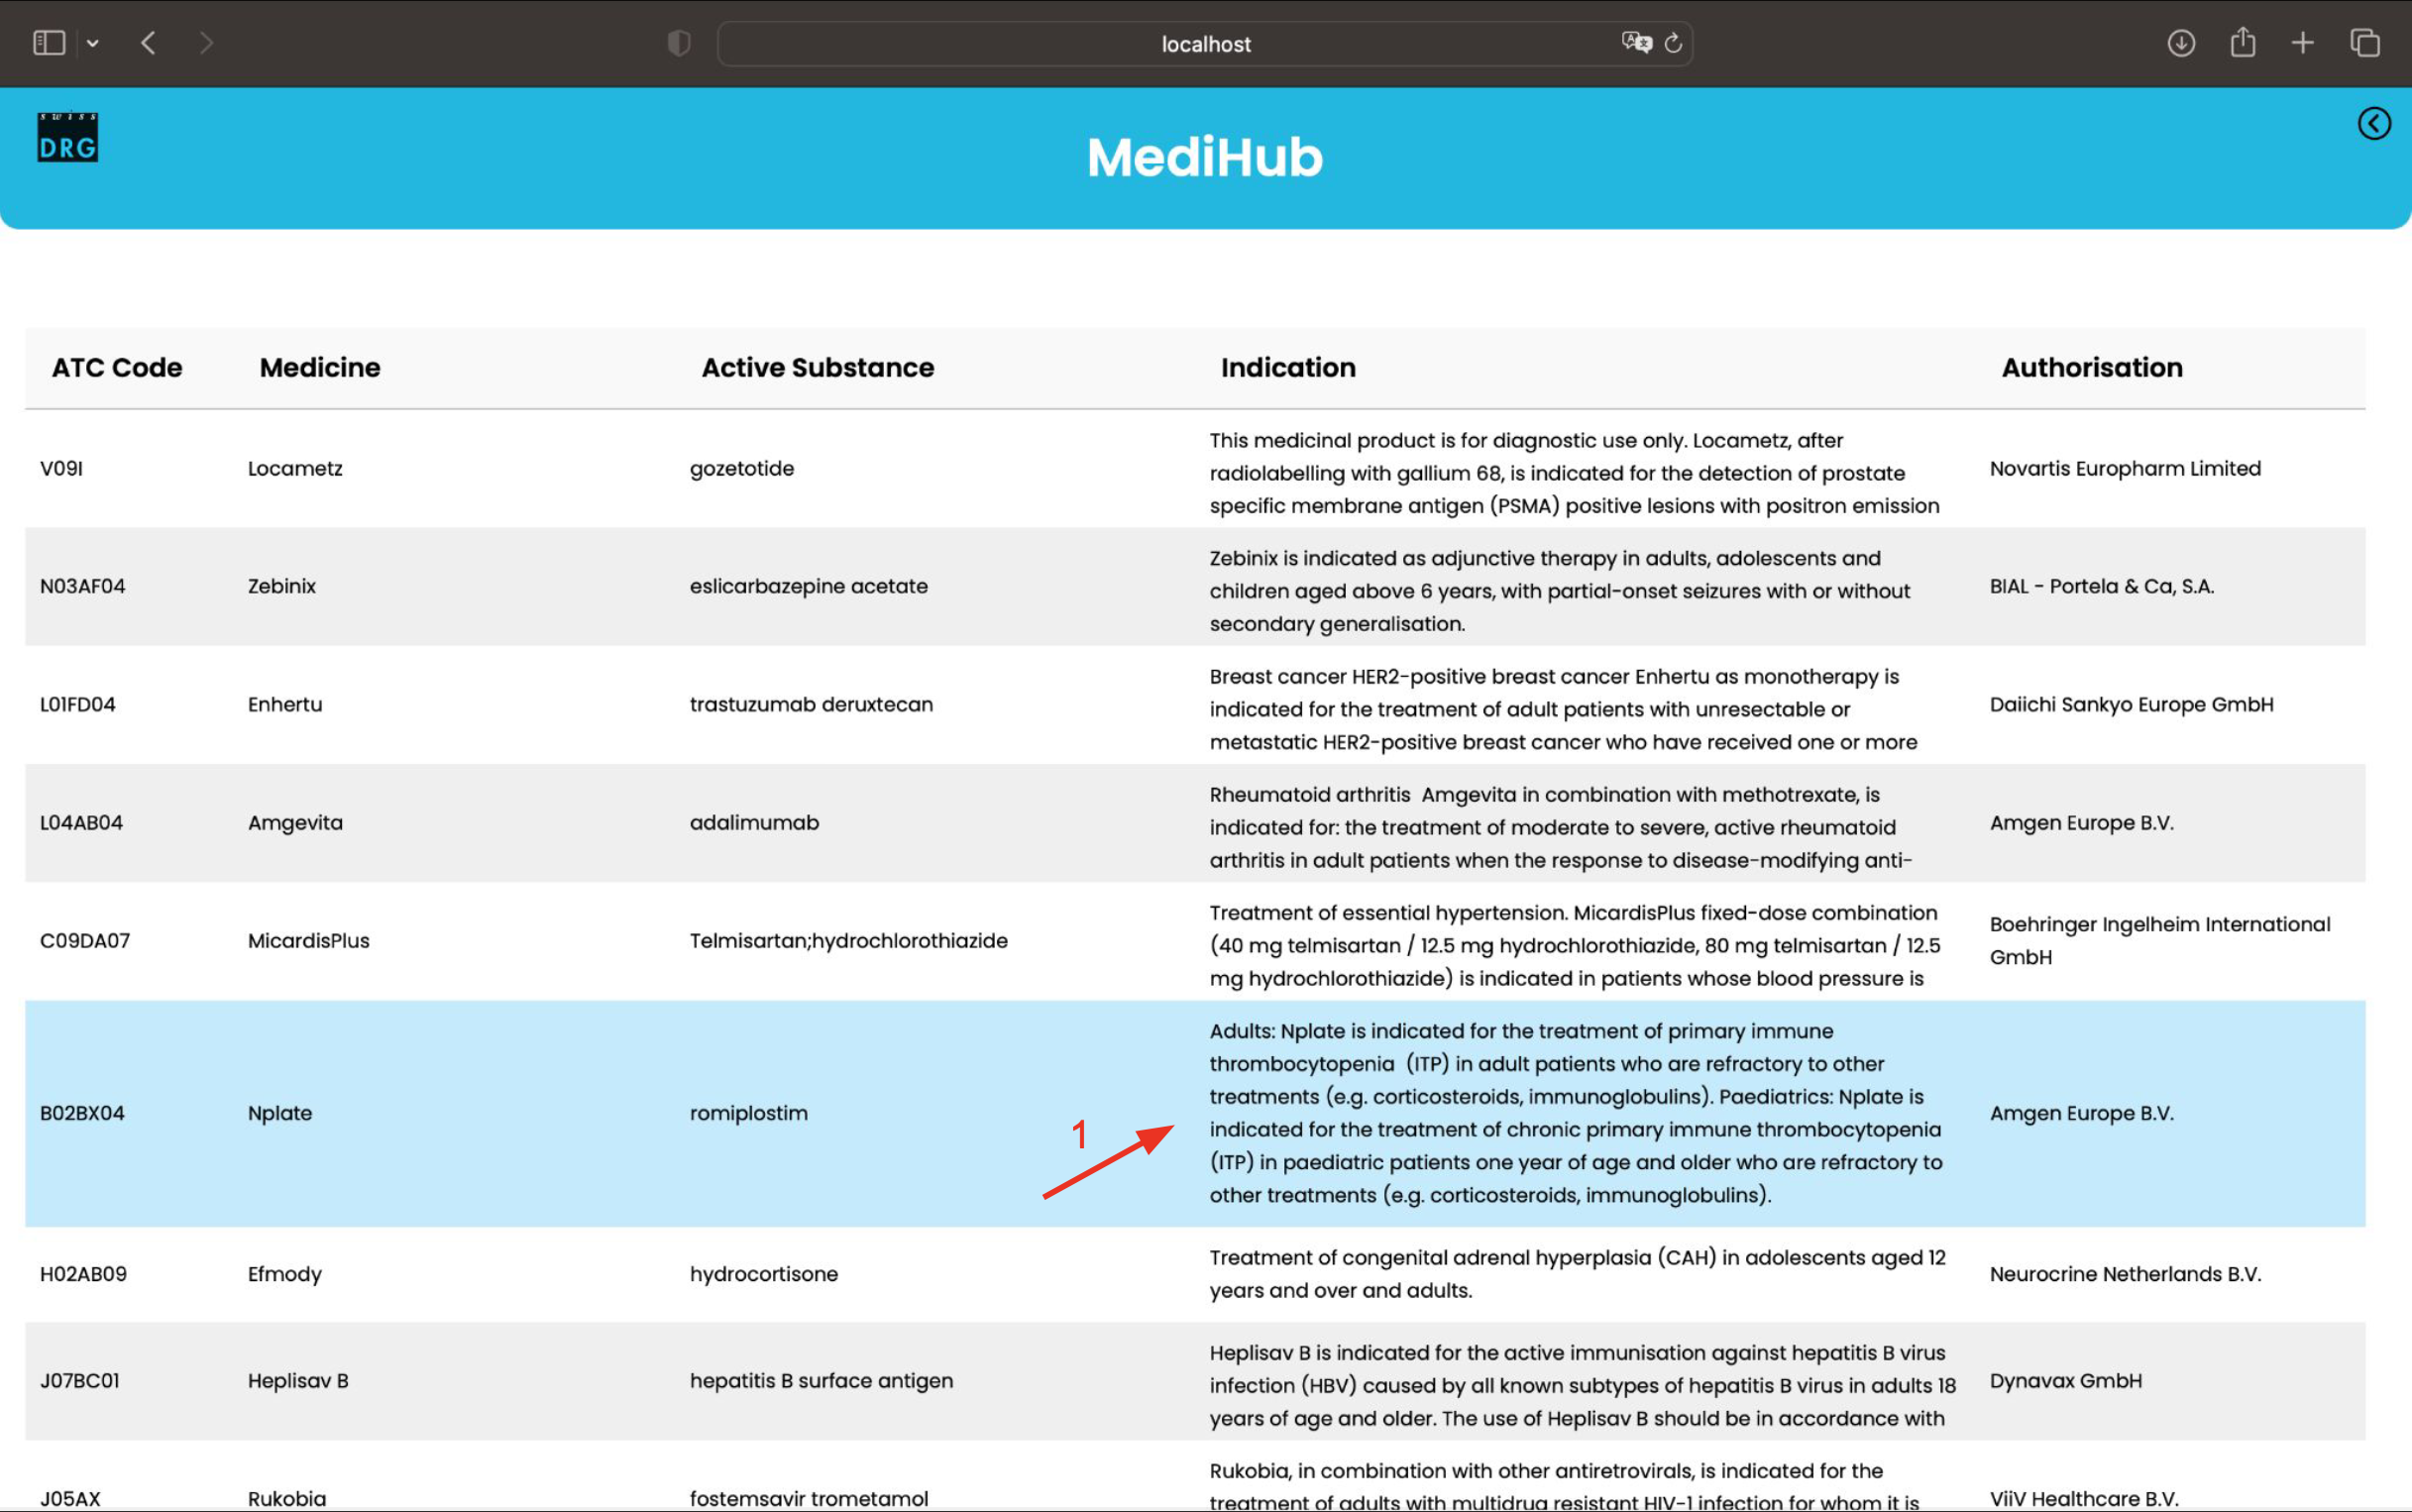 localhost
swiss
DRG
MediHub
ATC Code Medicine Active Substance Indication Authorisation
V09I Locametz gozetotide
This medicinal product is for diagnostic use only. Locametz, after
radiolabelling with gallium 68, is indicated for the detection of prostate
specific membrane antigen (PSMA) positive lesions with positron emission
Novartis Europharm Limited
N03AF04 Zebinix eslicarbazepine acetate
Zebinix is indicated as adjunctive therapy in adults, adolescents and
children aged above 6 years, with partial-onset seizures with or without
secondary generalisation.
BIAL - Portela & Ca, S.A.
L01FD04 Enhertu trastuzumab deruxtecan
Breast cancer HER2-positive breast cancer Enhertu as monotherapy is
indicated for the treatment of adult patients with unresectable or
metastatic HER2-positive breast cancer who have received one or more
Daiichi Sankyo Europe GmbH
L04AB04 Amgevita adalimumab
Rheumatoid arthritis  Amgevita in combination with methotrexate, is
indicated for: the treatment of moderate to severe, active rheumatoid
arthritis in adult patients when the response to disease-modifying anti-
Amgen Europe B.V.
C09DA07 MicardisPlus Telmisartan;hydrochlorothiazide
Treatment of essential hypertension. MicardisPlus fixed-dose combination
(40 mg telmisartan / 12.5 mg hydrochlorothiazide, 80 mg telmisartan / 12.5
mg hydrochlorothiazide) is indicated in patients whose blood pressure is
Boehringer Ingelheim International
GmbH
B02BX04 Nplate romiplostim
1
Adults: Nplate is indicated for the treatment of primary immune
thrombocytopenia  (ITP) in adult patients who are refractory to other
treatments (e.g. corticosteroids, immunoglobulins). Paediatrics: Nplate is
indicated for the treatment of chronic primary immune thrombocytopenia
(ITP) in paediatric patients one year of age and older who are refractory to
other treatments (e.g. corticosteroids, immunoglobulins).
Amgen Europe B.V.
H02AB09 Efmody hydrocortisone
Treatment of congenital adrenal hyperplasia (CAH) in adolescents aged 12
years and over and adults.
Neurocrine Netherlands B.V.
J07BC01 Heplisav B hepatitis B surface antigen
Heplisav B is indicated for the active immunisation against hepatitis B virus
infection (HBV) caused by all known subtypes of hepatitis B virus in adults 18
years of age and older. The use of Heplisav B should be in accordance with
Dynavax GmbH
J05AX Rukobia fostemsavir trometamol
Rukobia, in combination with other antiretrovirals, is indicated for the
treatment of adults with multidrug resistant HIV-1 infection for whom it is
ViiV Healthcare B.V.